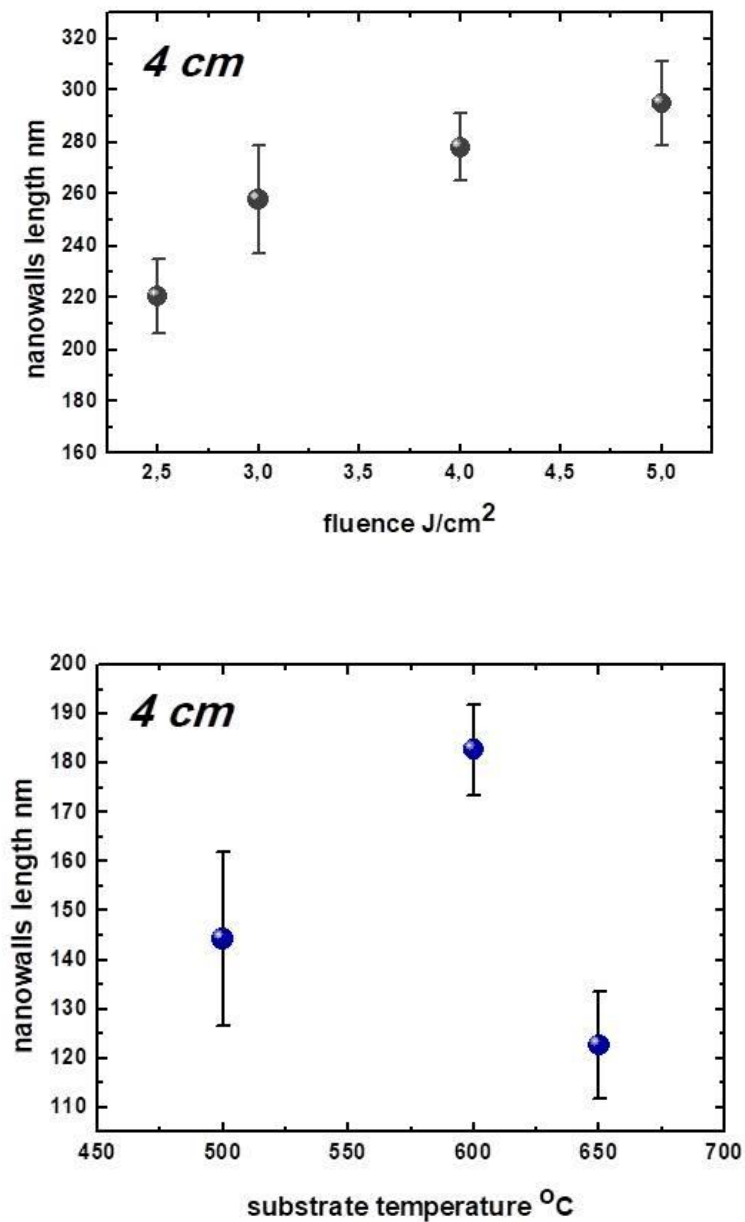 320
4 cm
300
280
260
240
220
200
180
160
nanowalls length nm
2,5 3,0 3,5 4,0 4,5 5,0
fluence J/cm²
200
4 cm
190
180
170
160
150
140
130
120
110
nanowalls length nm
450 500 550 600 650 700
substrate temperature °C